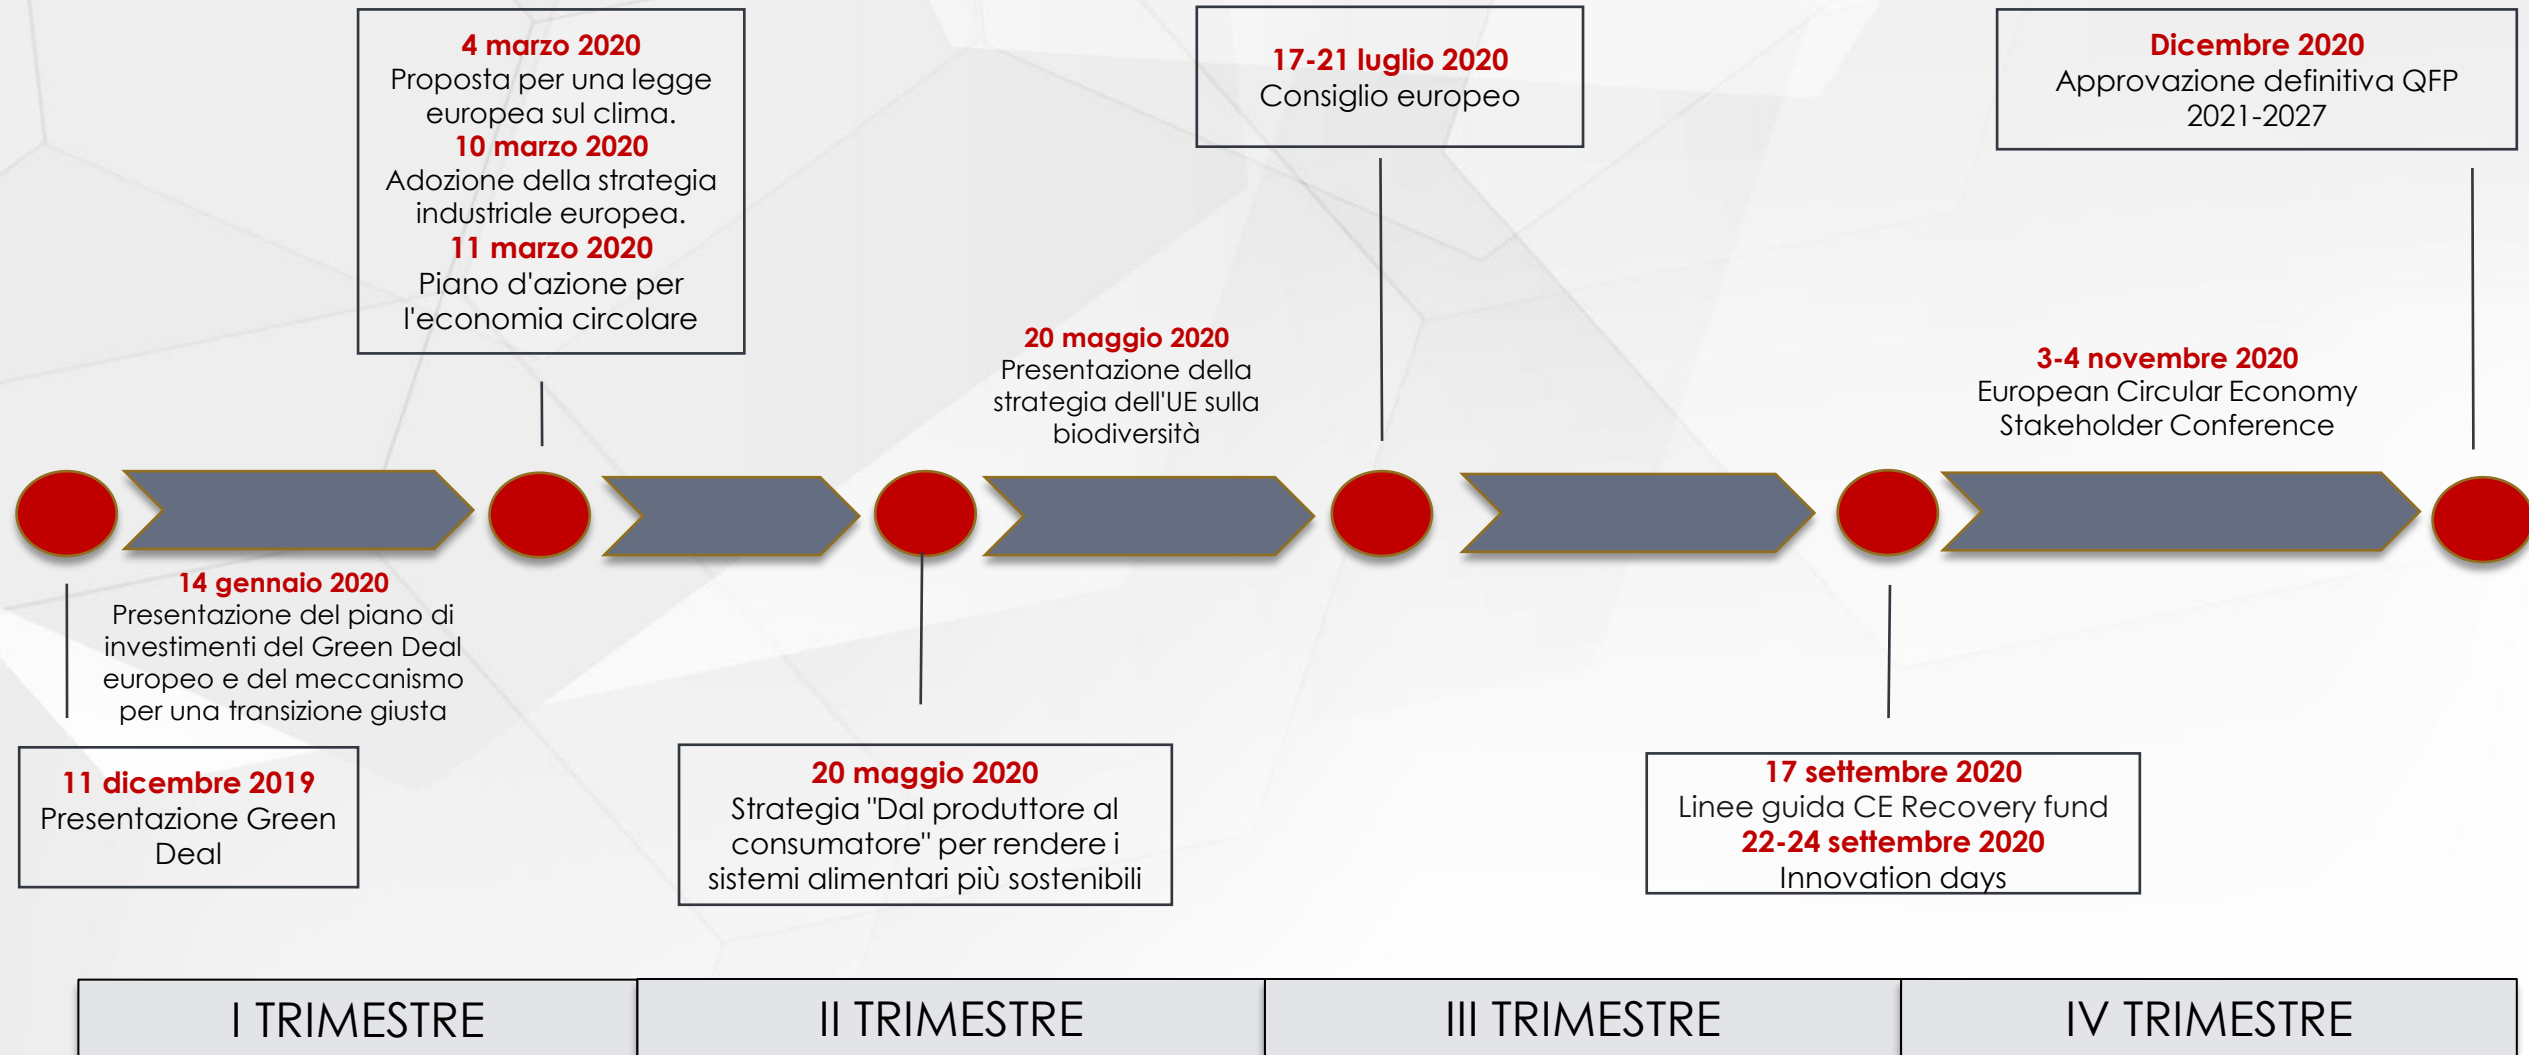 4 marzo 2020
Proposta per una legge
europea sul clima.
10 marzo 2020
Adozione della strategia
industriale europea.
11 marzo 2020
Piano d'azione per
l'economia circolare
17-21 luglio 2020
Consiglio europeo
Dicembre 2020
Approvazione definitiva QFP
2021-2027
20 maggio 2020
Presentazione della
strategia dell'UE sulla
biodiversità
3-4 novembre 2020
European Circular Economy
Stakeholder Conference
14 gennaio 2020
Presentazione del piano di
investimenti del Green Deal
europeo e del meccanismo
per una transizione giusta
11 dicembre 2019
Presentazione Green
Deal
20 maggio 2020
Strategia "Dal produttore al
consumatore" per rendere i
sistemi alimentari più sostenibili
17 settembre 2020
Linee guida CE Recovery fund
22-24 settembre 2020
Innovation days
I TRIMESTRE
II TRIMESTRE
III TRIMESTRE
IV TRIMESTRE